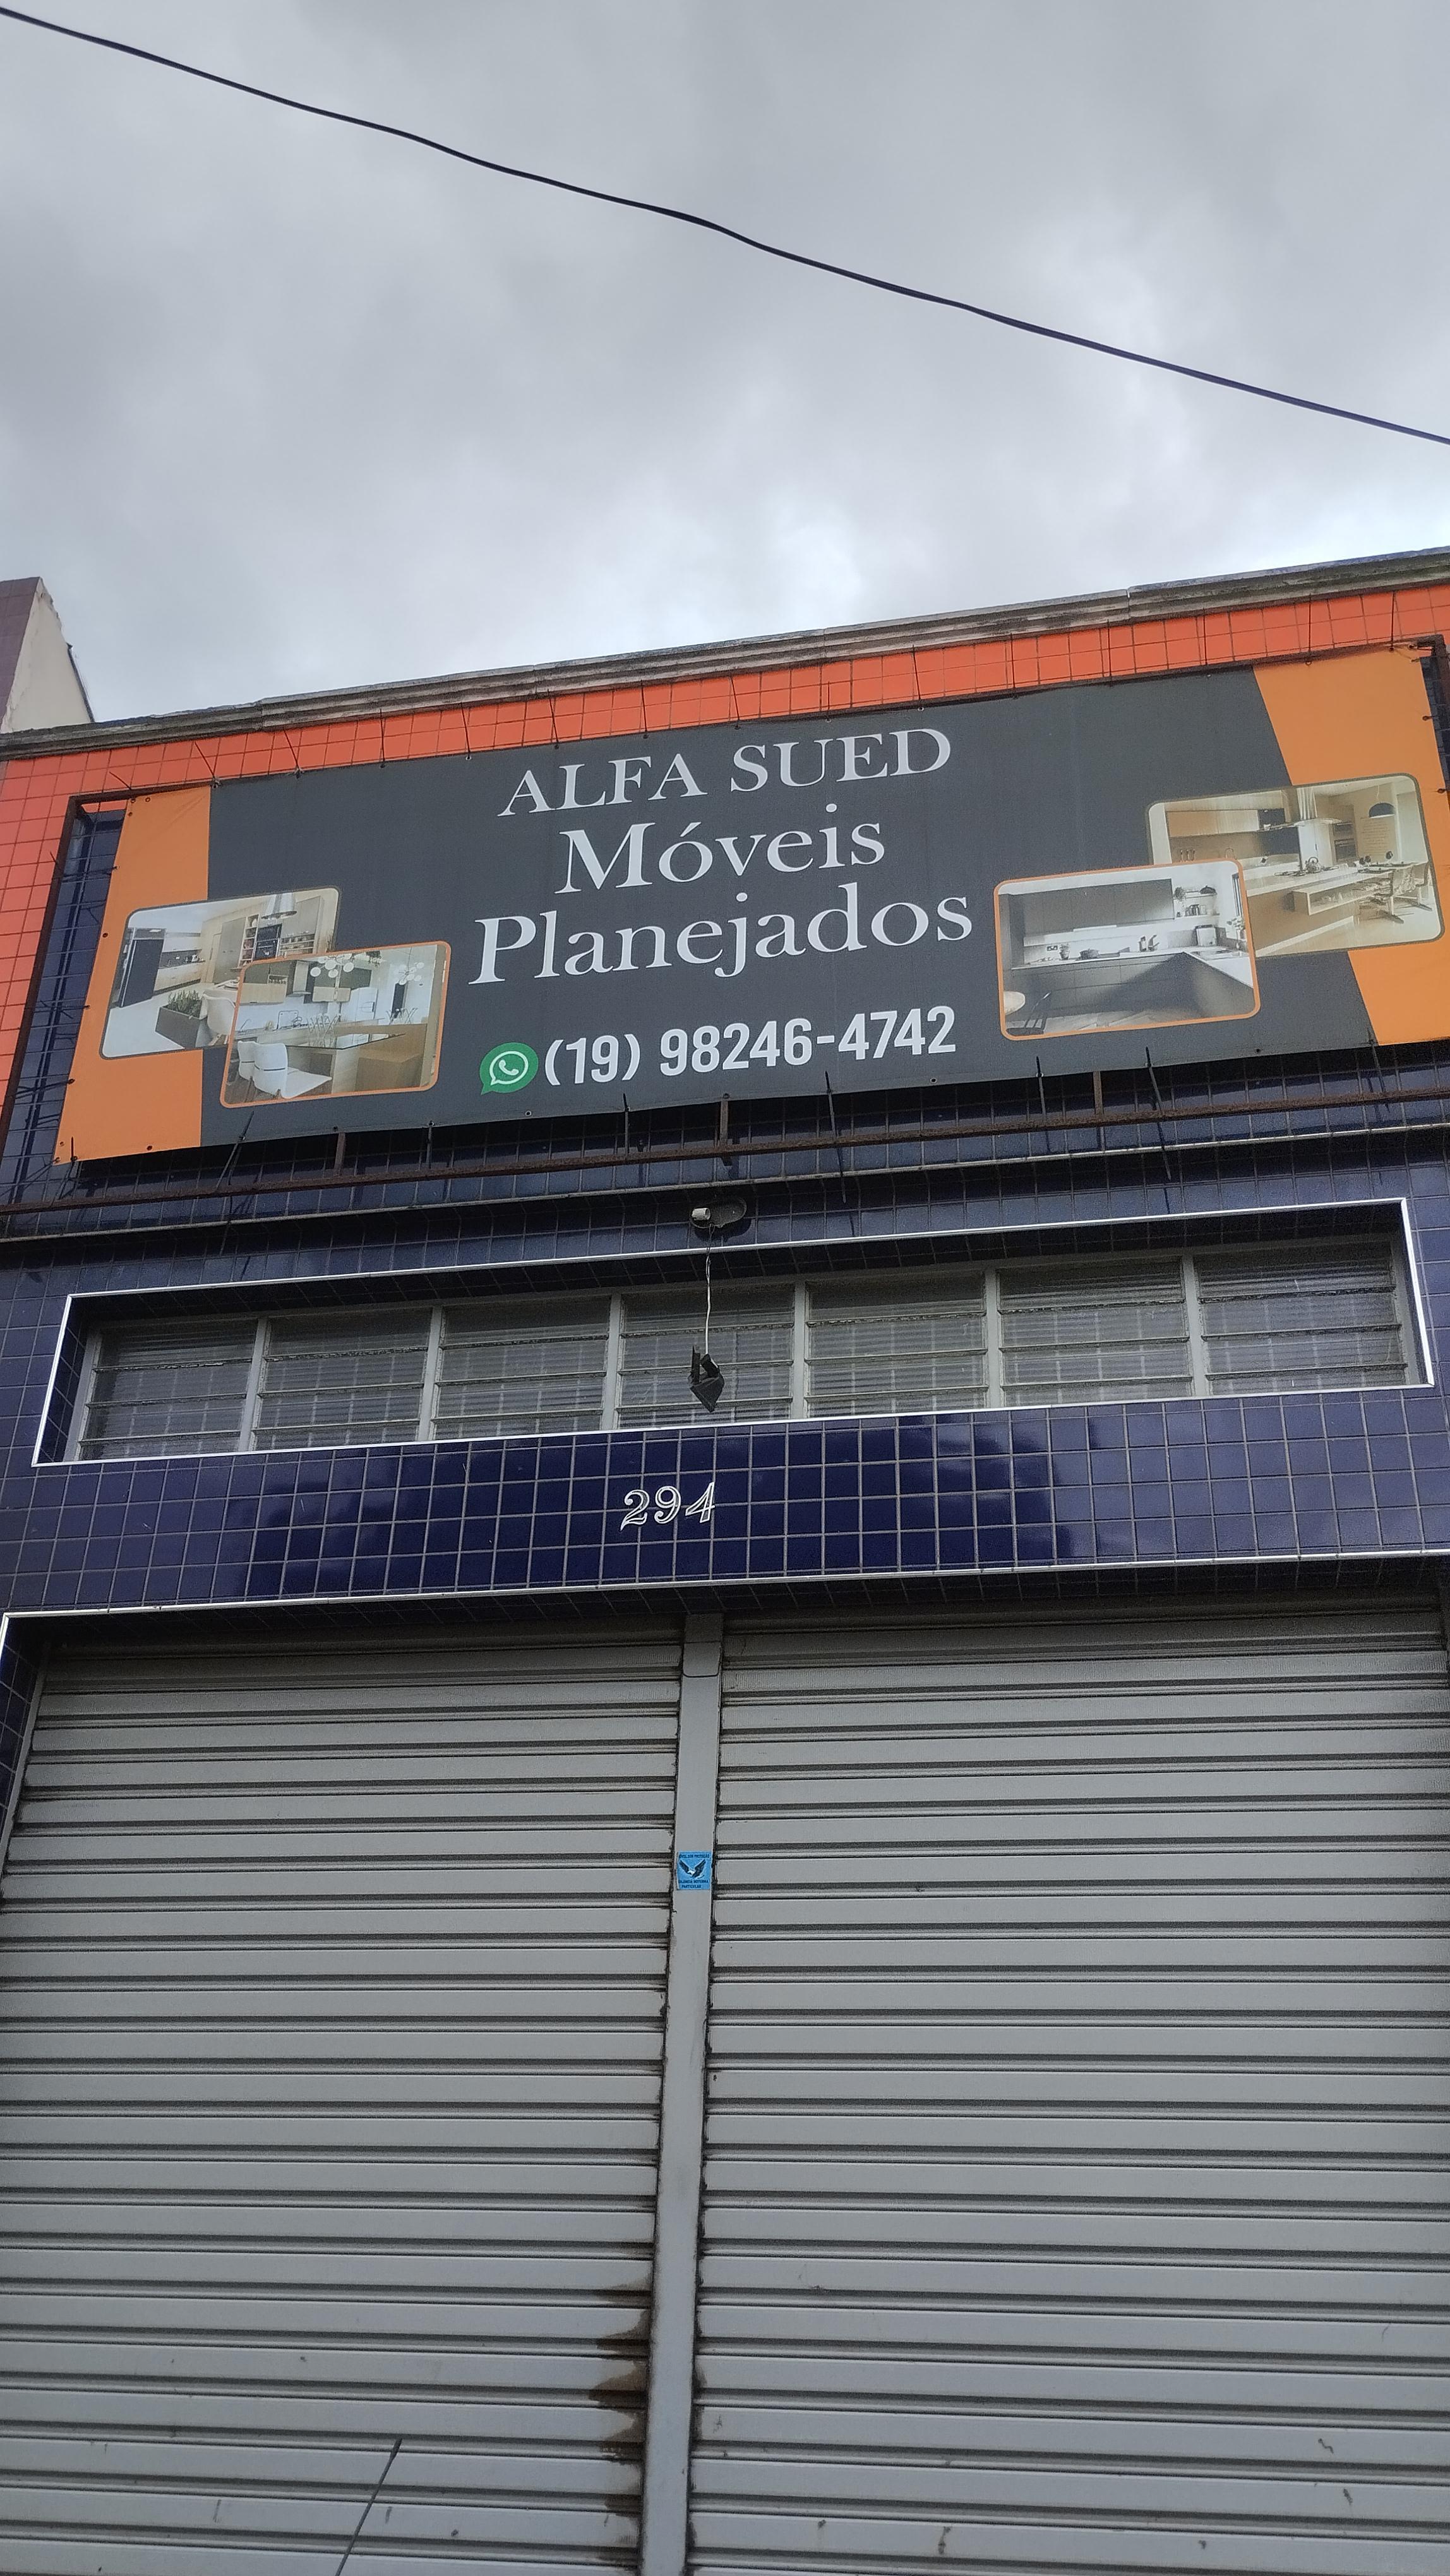 ALFA SUED
Móveis
Planejados
(19) 98246-4742
294